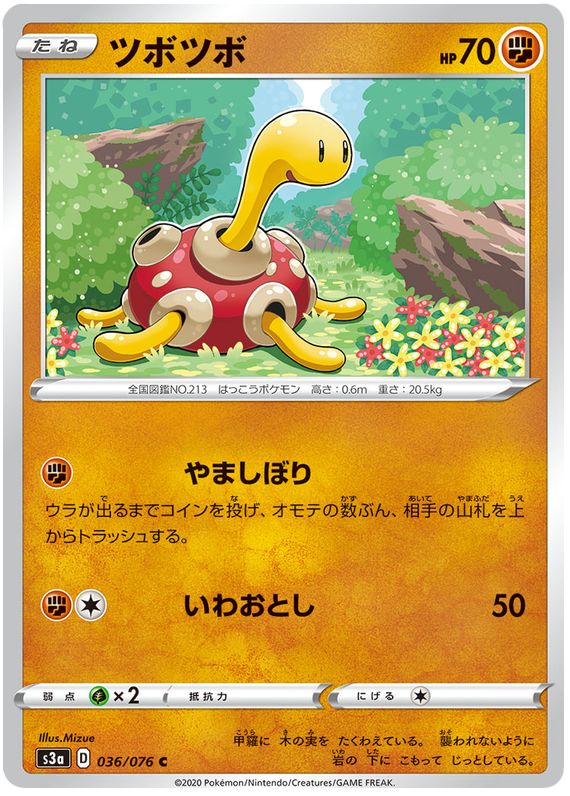 たね ツボツボ HP70
全国図鑑NO.213 はっこうポケモン 高さ：0.6m 重さ：20.5kg
やましぼり
ウラが出るまでコインを投げ、オモテの数ぶん、相手の山札を上
からトラッシュする。
いわおとし 50
弱点 ×2 抵抗力 にげる
Illus.Mizue
甲羅に 木の実を たくわえている。 襲われないように
岩の 下に こもって じっとしている。
s3a D 036/076 C
©2020 Pokémon/Nintendo/Creatures/GAME FREAK.